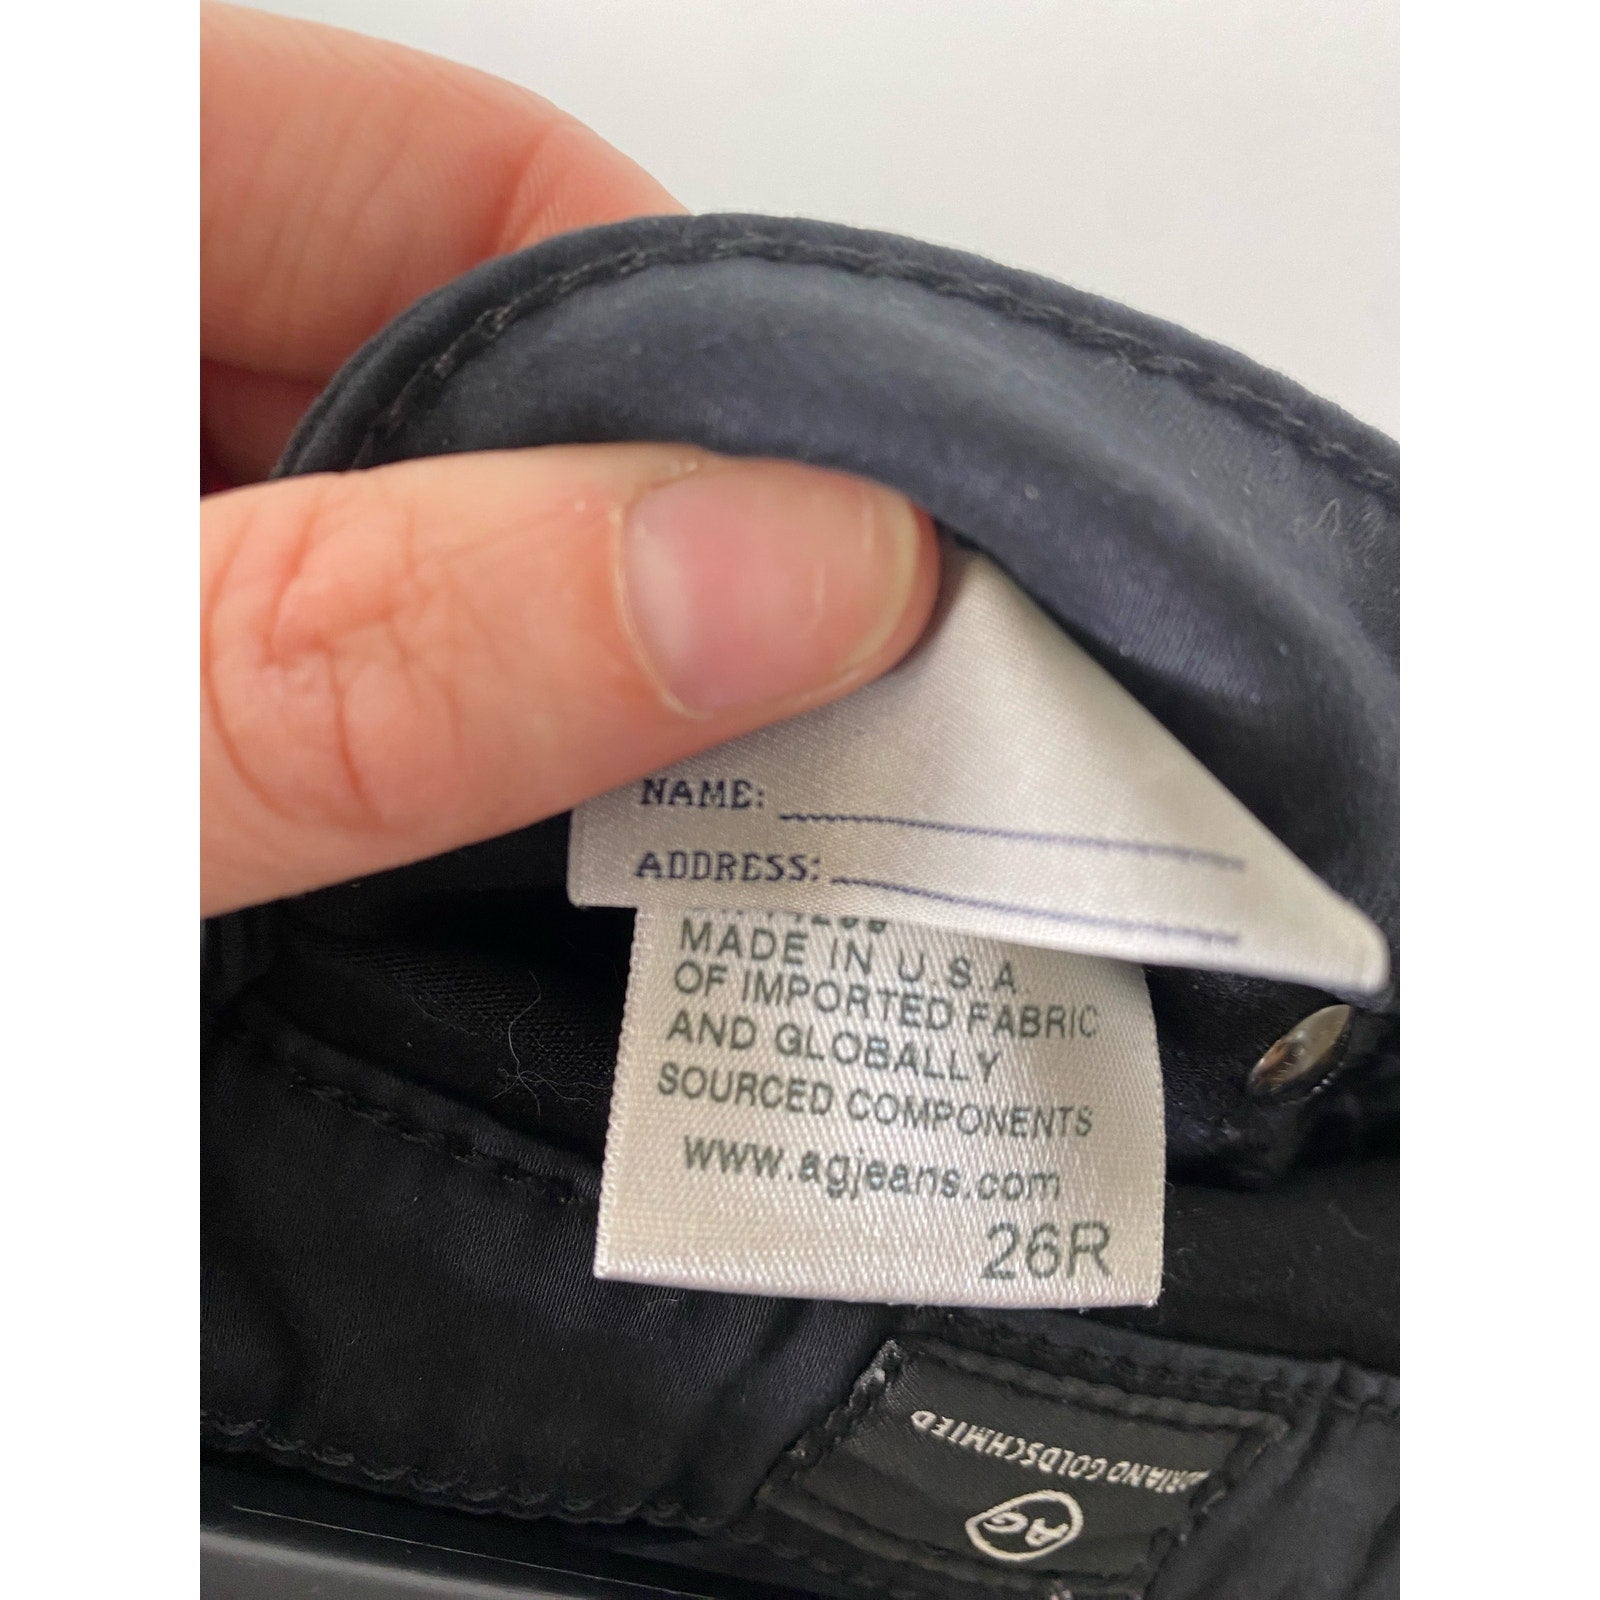 NAME:
ADDRESS:
MADE IN U.S.A.
OF IMPORTED FABRIC
AND GLOBALLY
SOURCED COMPONENTS
www.agjeans.com
26R
AG
ADRIANO GOLDSCHMIED